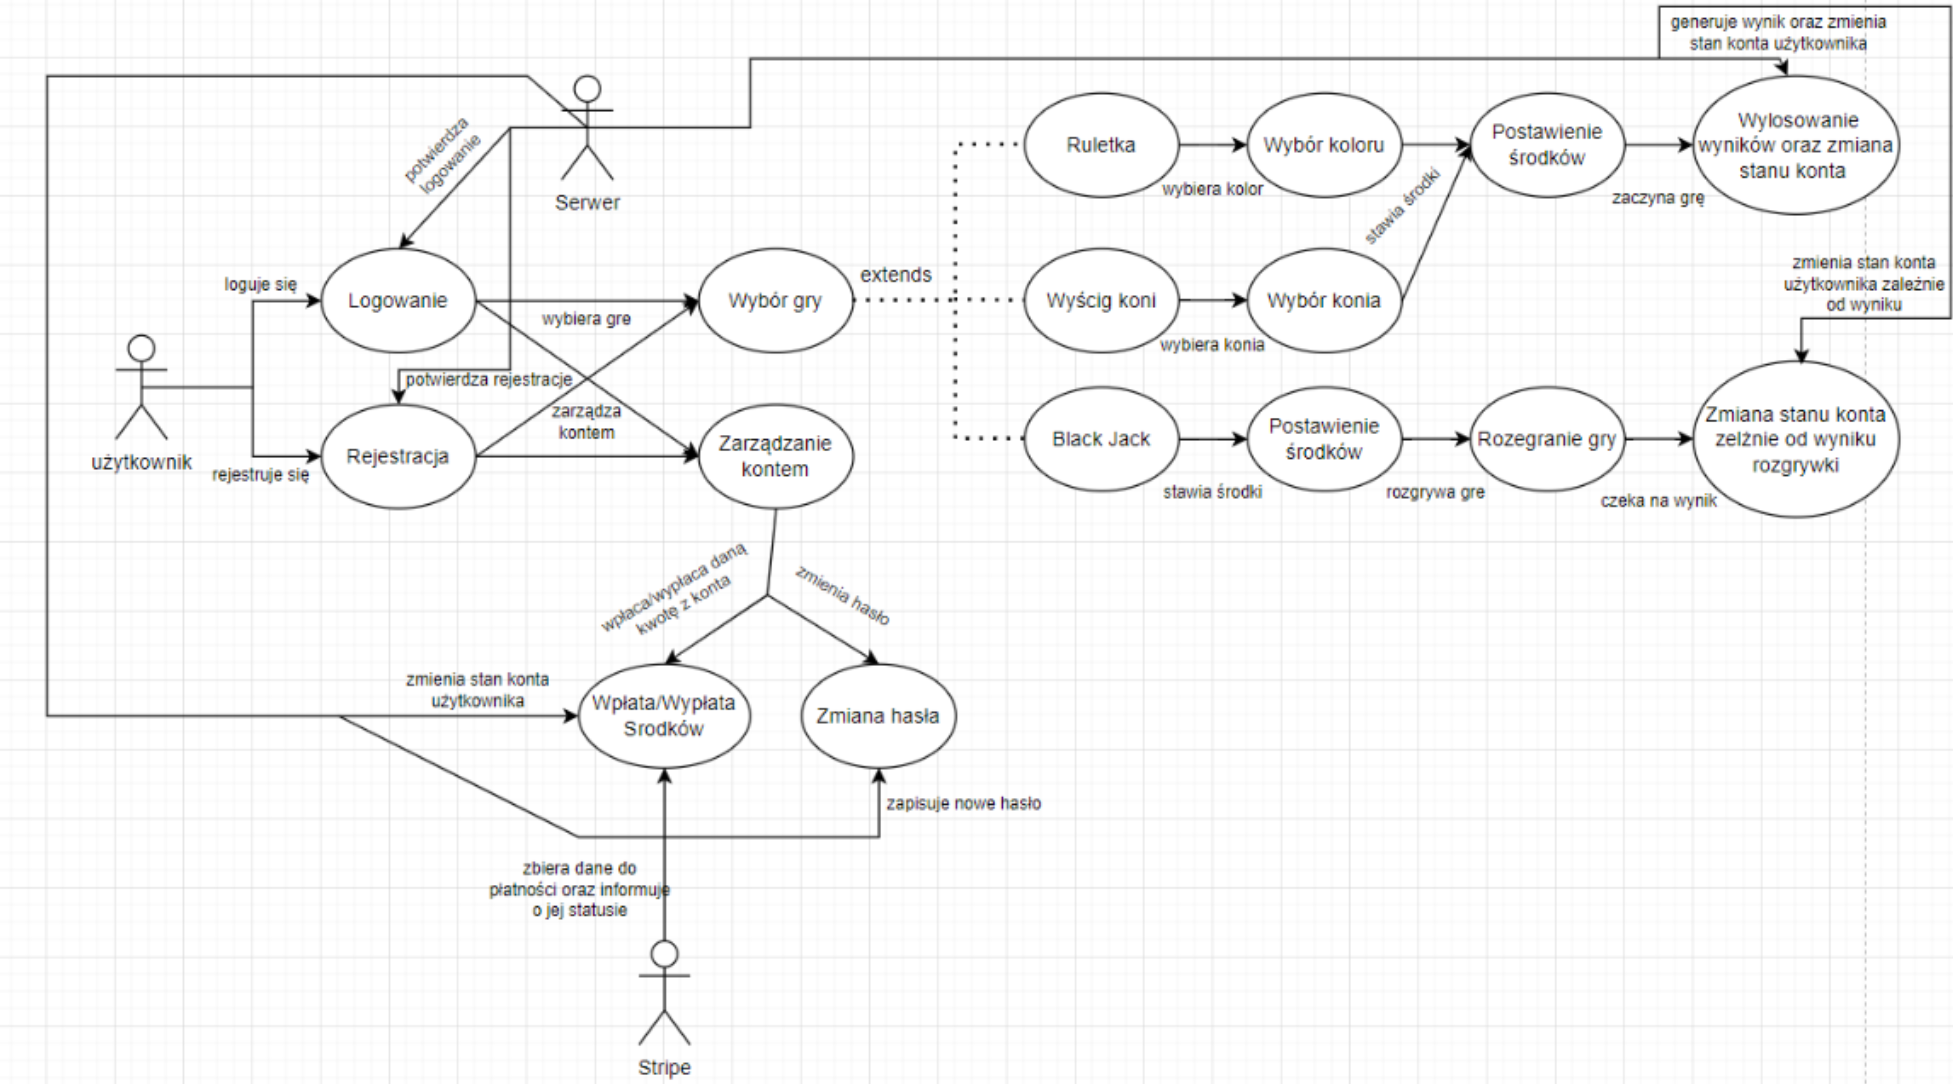 generuje wynik oraz zmienia
stan konta użytkownika
potwierdza
logowanie
Serwer
Ruletka
wybiera kolor
Wybór koloru
Postawienie
środków
zaczyna grę
Wylosowanie
wyników oraz zmiana
stanu konta
stawia środki
loguje się
Logowanie
wybiera gre
Wybór gry
extends
Wyścig koni
wybiera konia
Wybór konia
zmienia stan konta
użytkownika zależnie
od wyniku
użytkownik
rejestruje się
potwierdza rejestracje
Rejestracja
zarządza
kontem
Zarządzanie
kontem
Black Jack
stawia środki
Postawienie
środków
rozgrywa gre
Rozegranie gry
czeka na wynik
Zmiana stanu konta
zelżnie od wyniku
rozgrywki
wpłaca/wypłaca daną
kwotę z konta
zmienia hasło
zmienia stan konta
użytkownika
Wpłata/Wypłata
Srodków
Zmiana hasła
zapisuje nowe hasło
zbiera dane do
płatności oraz informuje
o jej statusie
Stripe